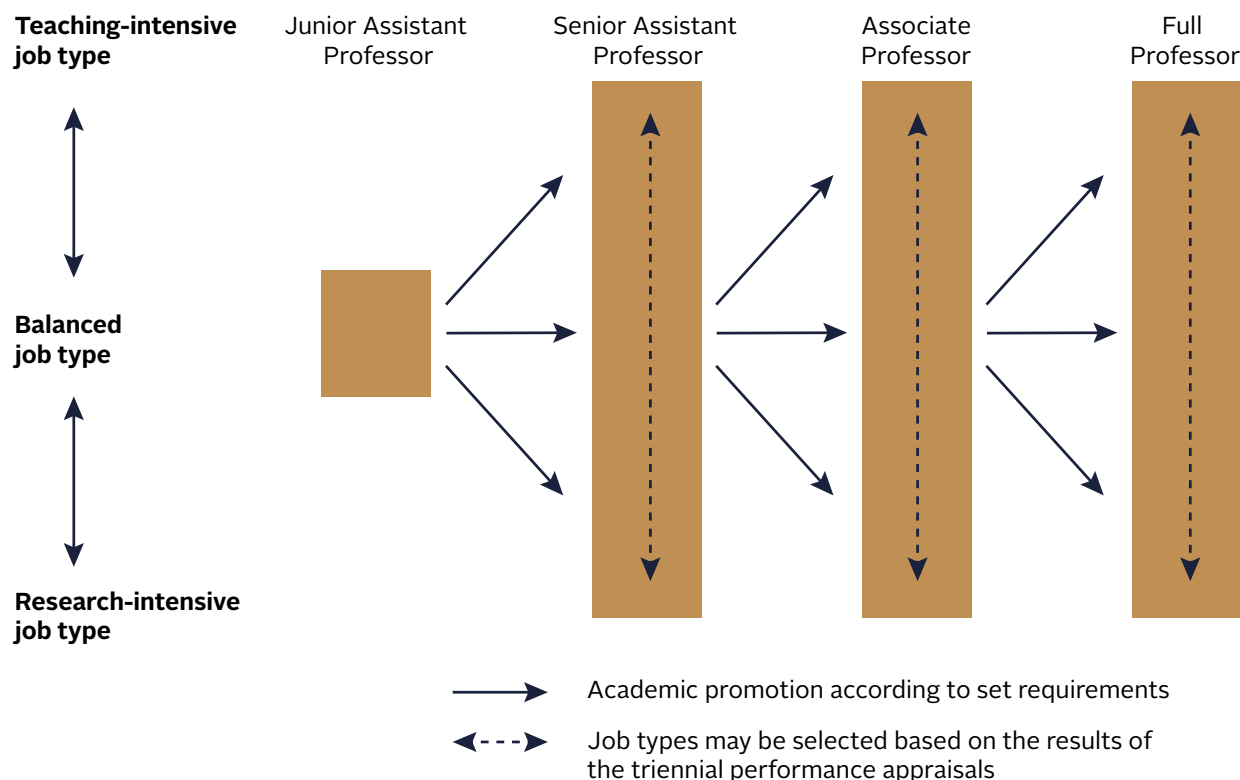 Teaching-intensive
job type
Junior Assistant
Professor
Senior Assistant
Professor
Associate
Professor
Full
Professor
Balanced
job type
Research-intensive
job type
Academic promotion according to set requirements
Job types may be selected based on the results of
the triennial performance appraisals